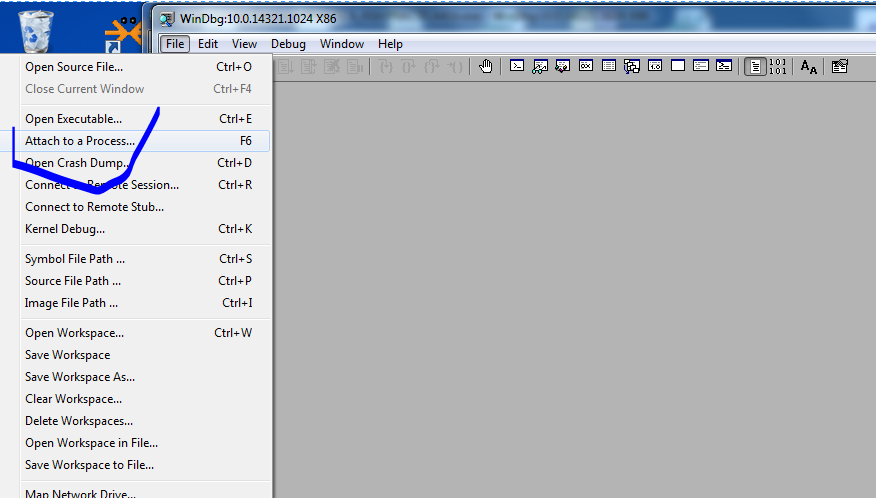 WinDbg:10.0.14321.1024 X86
File Edit View Debug Window Help
Open Source File... Ctrl+O
Close Current Window Ctrl+F4
Open Executable... Ctrl+E
Attach to a Process... F6
Open Crash Dump... Ctrl+D
Connect to Remote Session... Ctrl+R
Connect to Remote Stub...
Kernel Debug... Ctrl+K
Symbol File Path ... Ctrl+S
Source File Path ... Ctrl+P
Image File Path ... Ctrl+I
Open Workspace... Ctrl+W
Save Workspace
Save Workspace As...
Clear Workspace...
Delete Workspaces...
Open Workspace in File...
Save Workspace to File...
Map Network Drive...